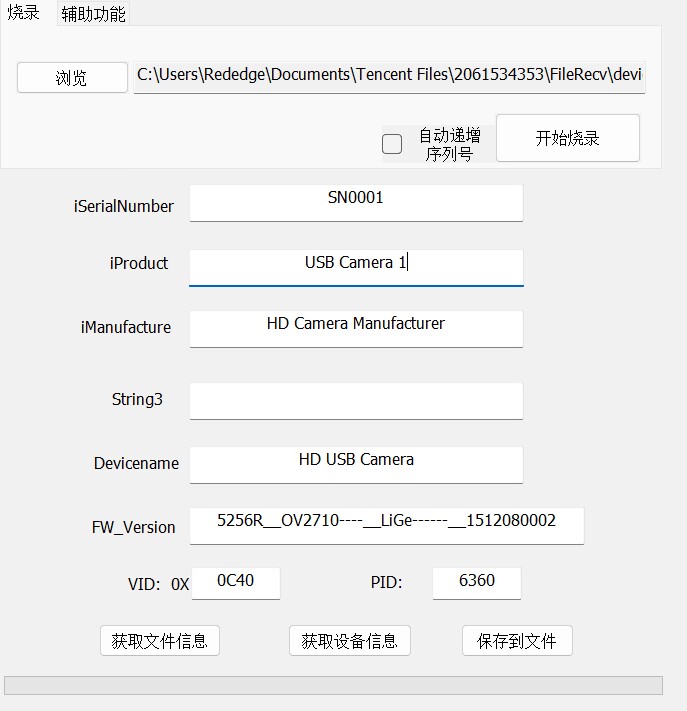 烧录 辅助功能
浏览 C:\Users\Rededge\Documents\Tencent Files\2061534353\FileRecv\devi
自动递增
序列号
开始烧录
iSerialNumber SN0001
iProduct USB Camera 1
iManufacture HD Camera Manufacturer
String3
Devicename HD USB Camera
FW_Version 5256R__OV2710----__LiGe------__1512080002
VID: 0X 0C40 PID: 6360
获取文件信息 获取设备信息 保存到文件